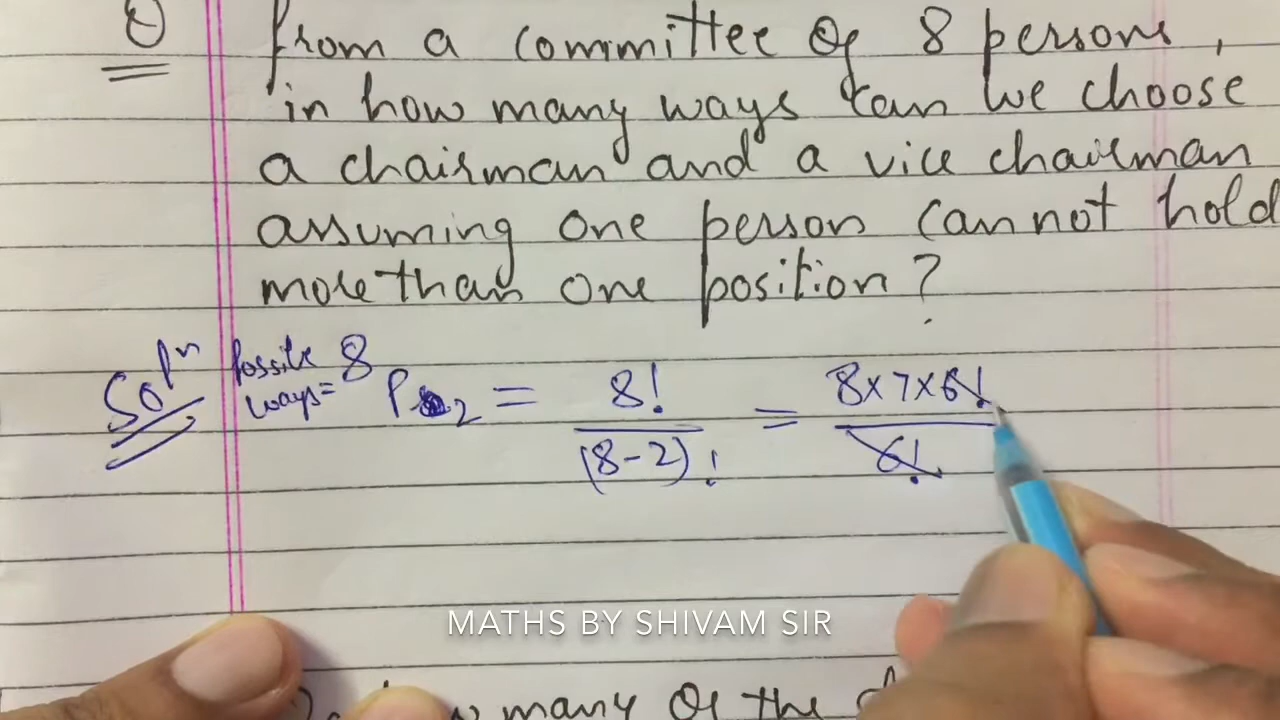 Q from a committee of 8 persons,
in how many ways can we choose
a chairman and a vice chairman
assuming one person cannot hold
more than one position?
Solⁿ Possible ways = ⁸P₂ = 8!/(8-2)! = 8×7×6!/6!
MATHS BY SHIVAM SIR
how many of the